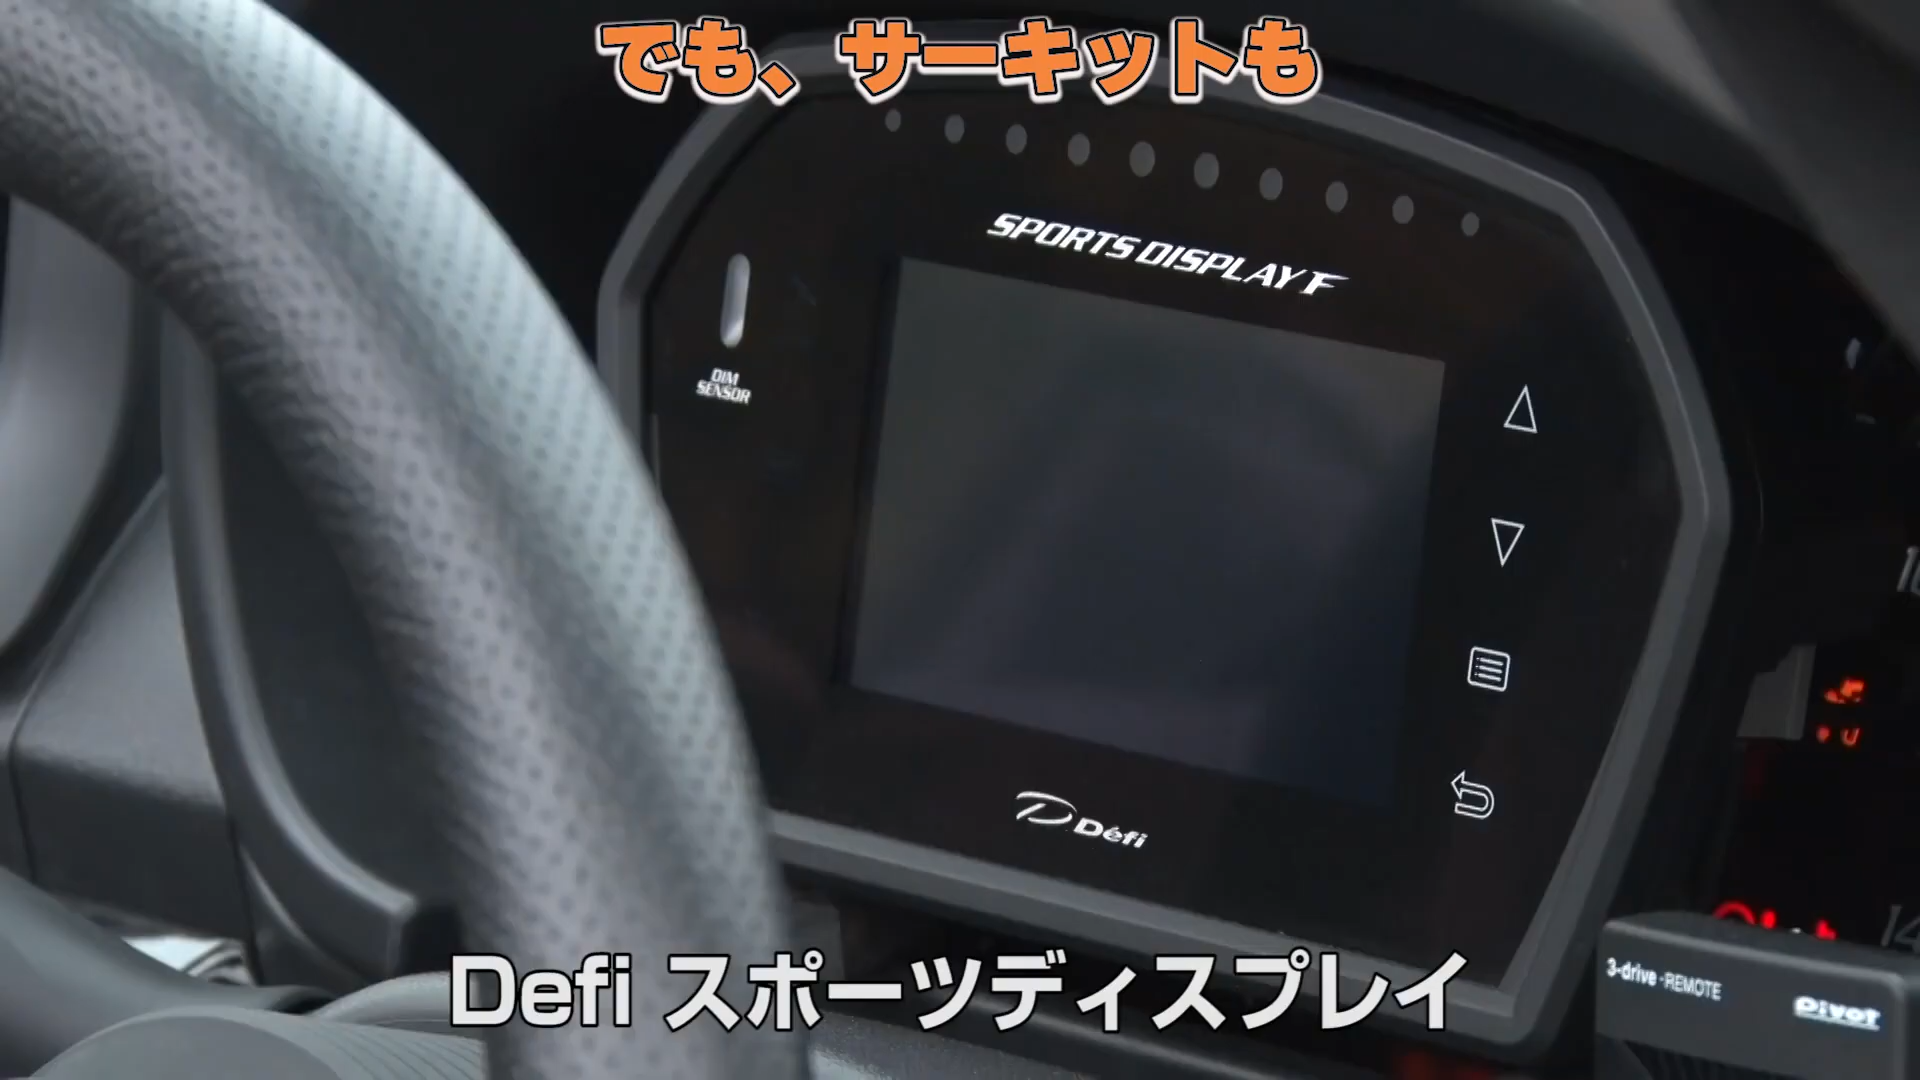 でも、サーキットも
SPORTS DISPLAY F
DIM
SENSOR
Défi
Defi スポーツディスプレイ
3-drive・REMOTE
pivot